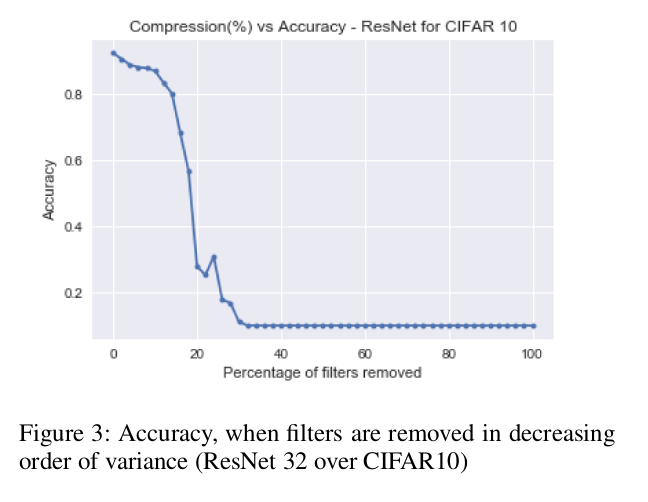 Compression(%) vs Accuracy - ResNet for CIFAR 10
0.8
0.6
0.4
0.2
Accuracy
0 20 40 60 80 100
Percentage of filters removed
Figure 3: Accuracy, when filters are removed in decreasing
order of variance (ResNet 32 over CIFAR10)